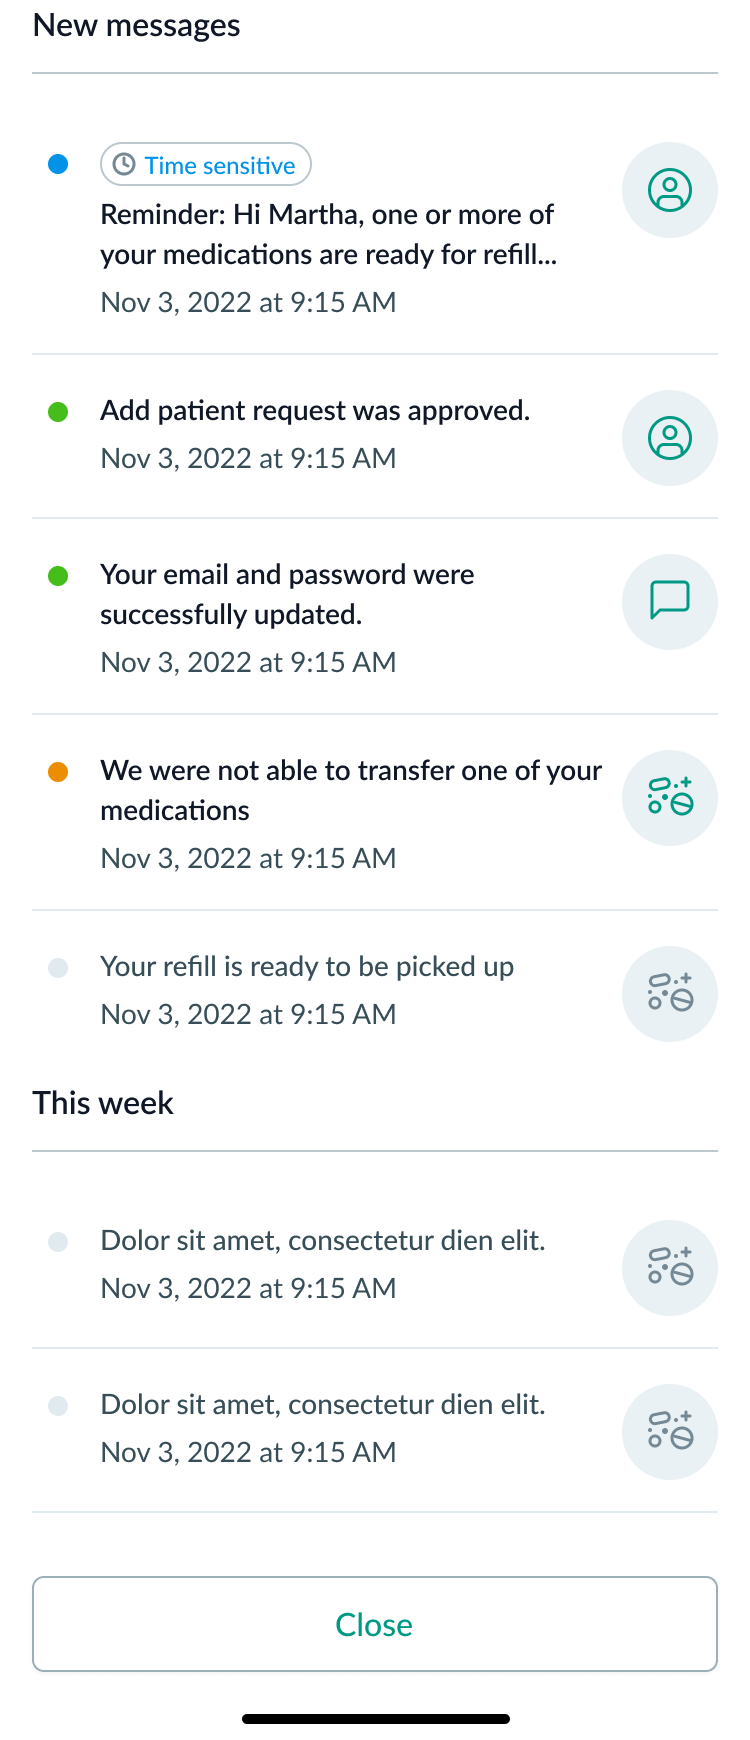 New messages
Time sensitive
Reminder: Hi Martha, one or more of
your medications are ready for refill...
Nov 3, 2022 at 9:15 AM
Add patient request was approved.
Nov 3, 2022 at 9:15 AM
Your email and password were
successfully updated.
Nov 3, 2022 at 9:15 AM
We were not able to transfer one of your
medications
Nov 3, 2022 at 9:15 AM
Your refill is ready to be picked up
Nov 3, 2022 at 9:15 AM
This week
Dolor sit amet, consectetur dien elit.
Nov 3, 2022 at 9:15 AM
Dolor sit amet, consectetur dien elit.
Nov 3, 2022 at 9:15 AM
Close